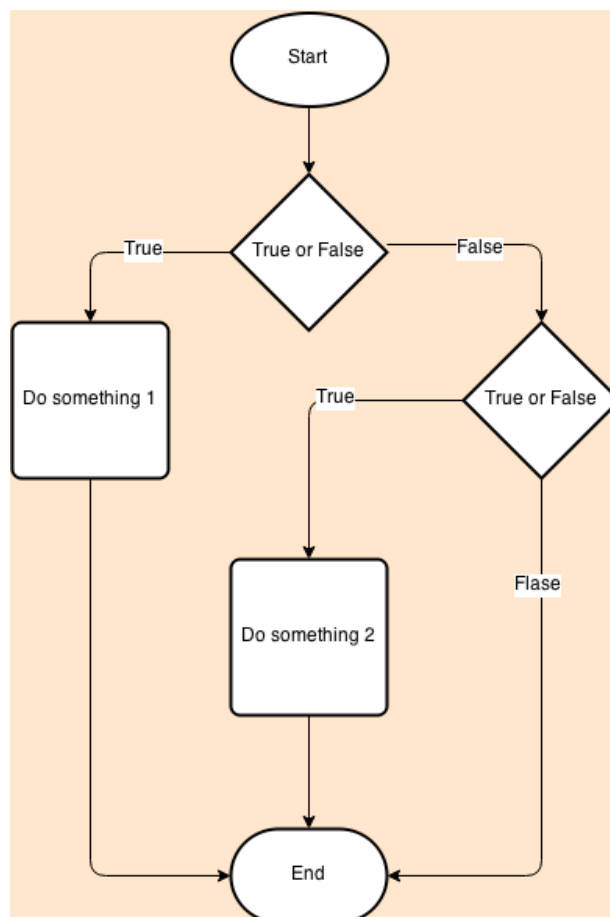 Start
True or False
True
False
Do something 1
True or False
True
Flase
Do something 2
End